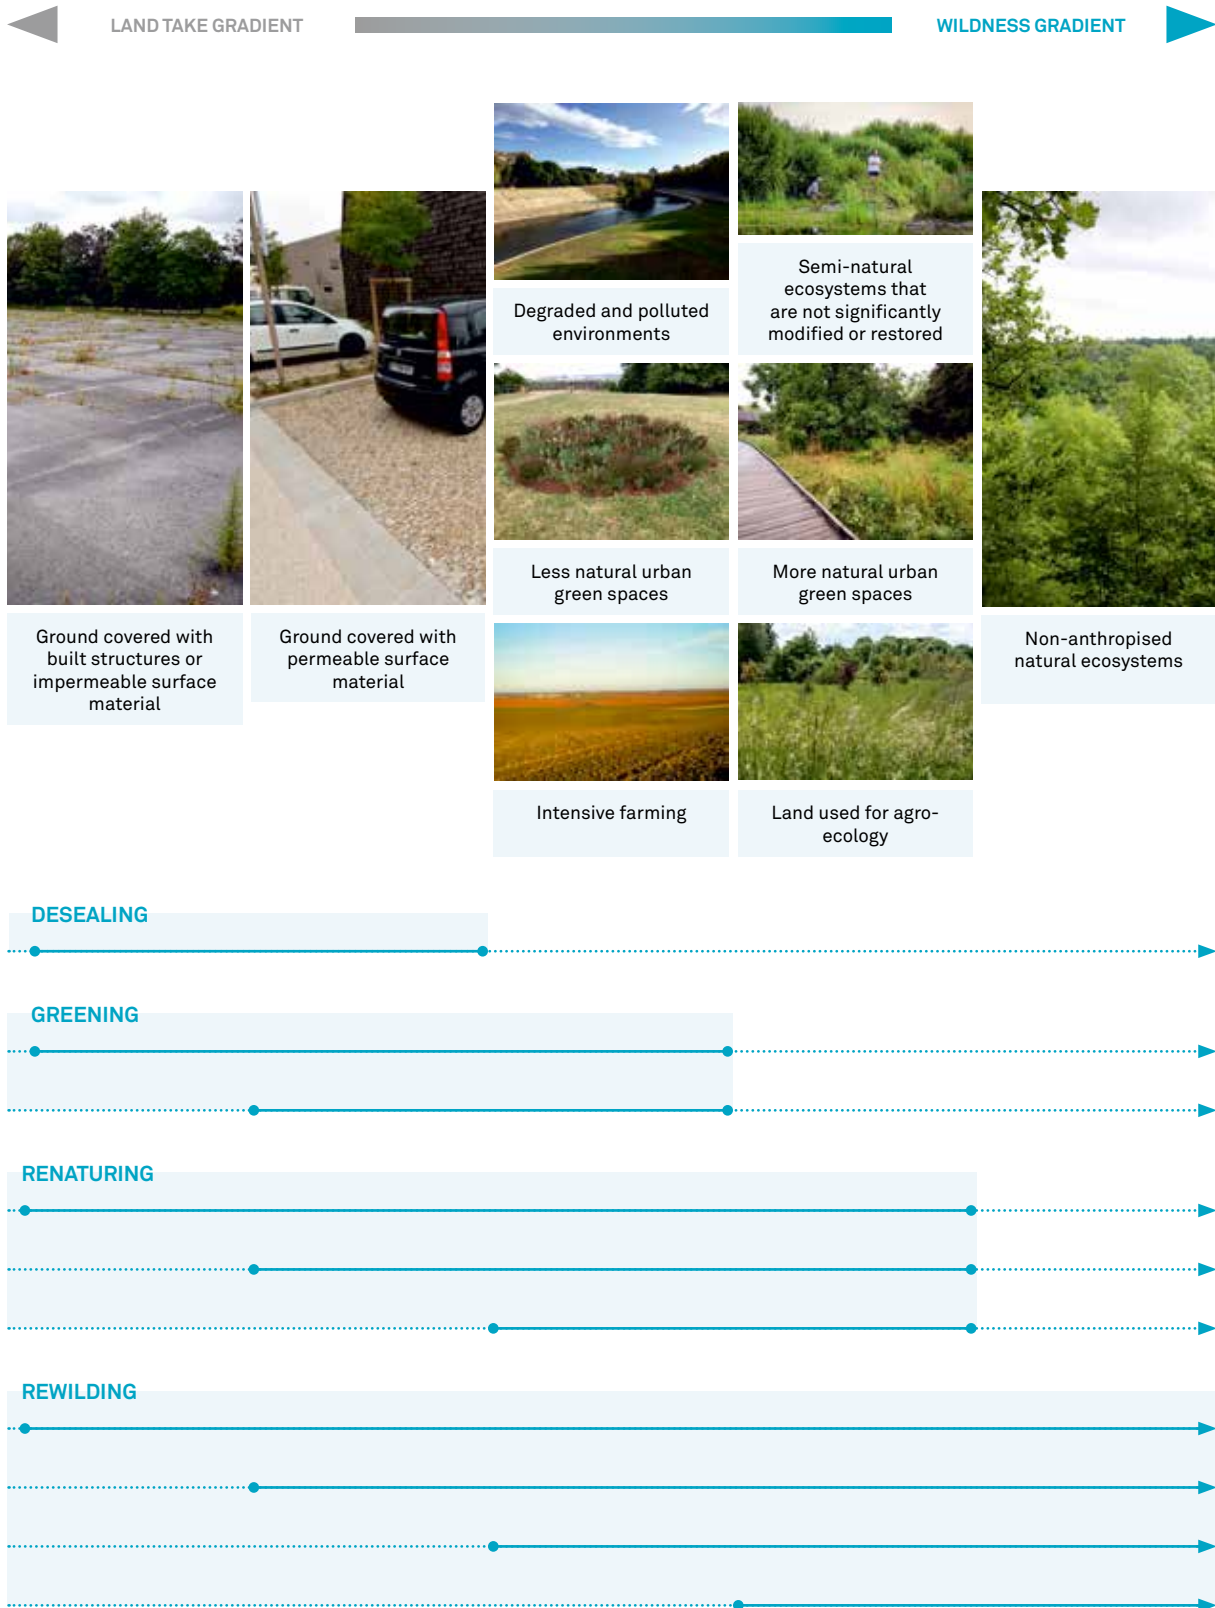 LAND TAKE GRADIENT
WILDNESS GRADIENT
Degraded and polluted
environments
Semi-natural
ecosystems that
are not significantly
modified or restored
Less natural urban
green spaces
More natural urban
green spaces
Ground covered with
built structures or
impermeable surface
material
Ground covered with
permeable surface
material
Non-anthropised
natural ecosystems
Intensive farming
Land used for agro-
ecology
DESEALING
GREENING
RENATURING
REWILDING